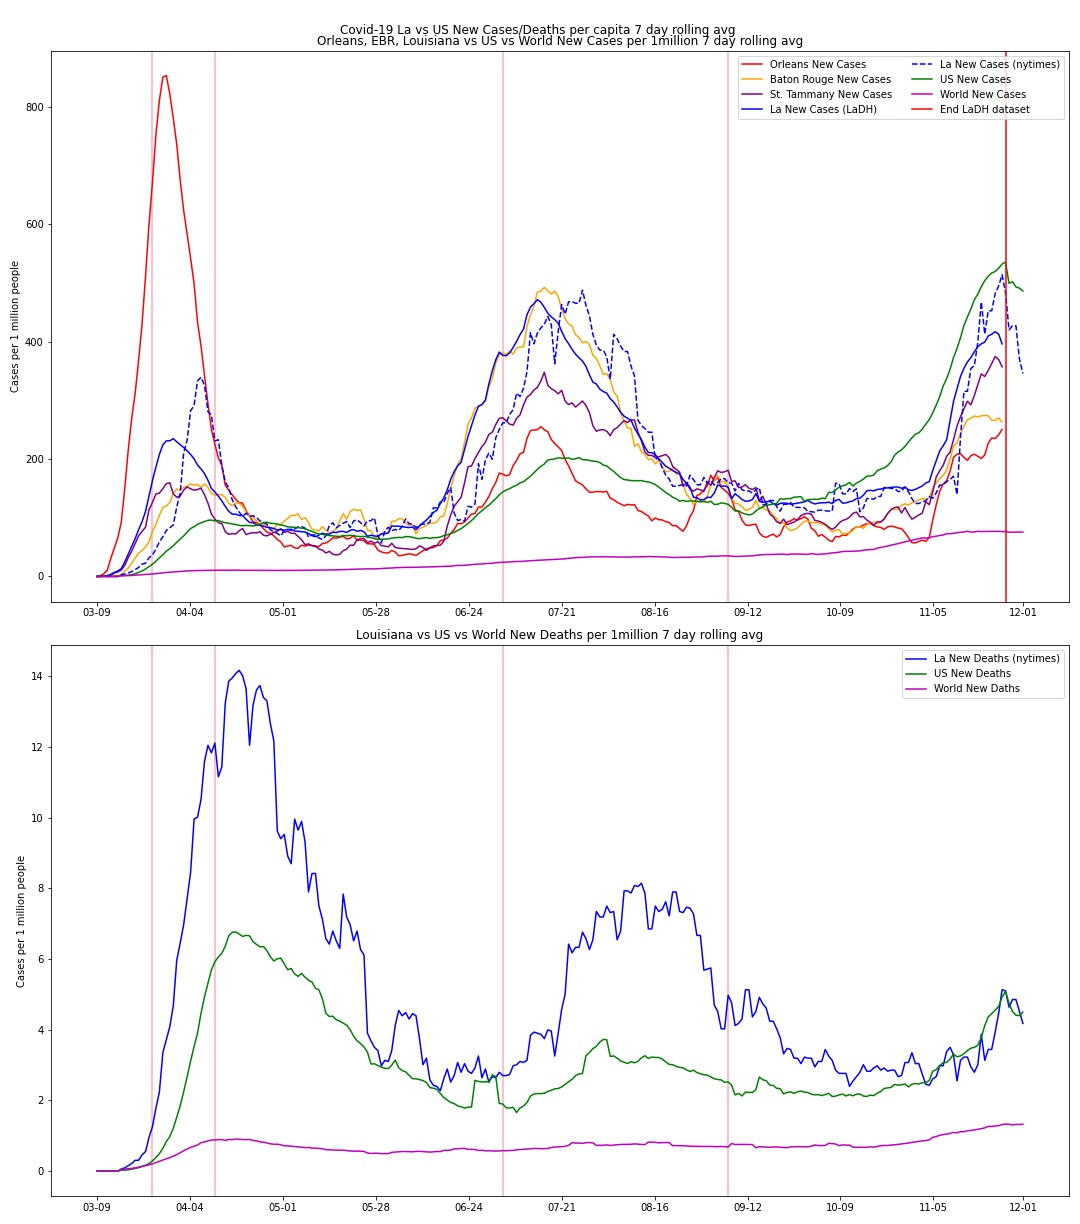 Covid-19 La vs US New Cases/Deaths per capita 7 day rolling avg
Orleans, EBR, Louisiana vs US vs World New Cases per 1million 7 day rolling avg
Orleans New Cases
Baton Rouge New Cases
St. Tammany New Cases
La New Cases (LaDH)
La New Cases (nytimes)
US New Cases
World New Cases
End LaDH dataset
Cases per 1 million people
800
600
400
200
0
03-09 04-04 05-01 05-28 06-24 07-21 08-16 09-12 10-09 11-05 12-01
Louisiana vs US vs World New Deaths per 1million 7 day rolling avg
La New Deaths (nytimes)
US New Deaths
World New Daths
Cases per 1 million people
14
12
10
8
6
4
2
0
03-09 04-04 05-01 05-28 06-24 07-21 08-16 09-12 10-09 11-05 12-01